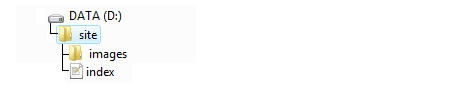 DATA (D:)
site
images
index